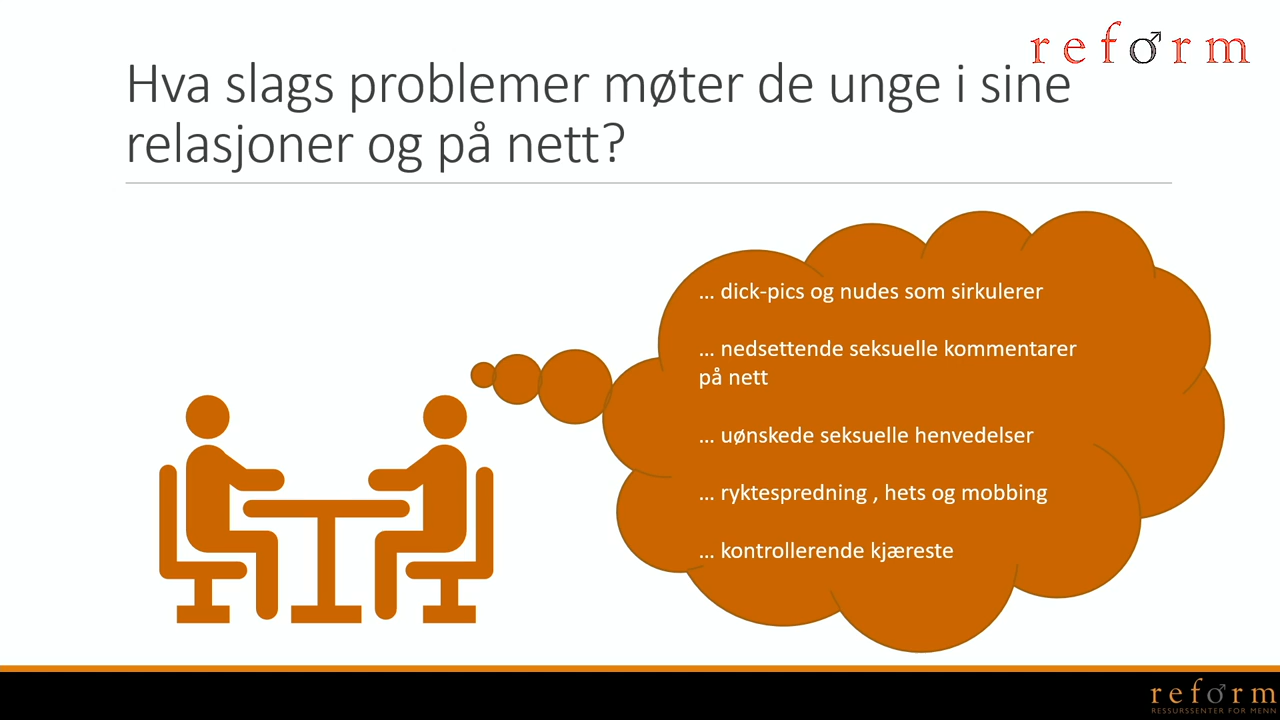 reform
Hva slags problemer møter de unge i sine
relasjoner og på nett?
... dick-pics og nudes som sirkulerer
... nedsettende seksuelle kommentarer
på nett
... uønskede seksuelle henvedelser
... ryktespredning , hets og mobbing
... kontrollerende kjæreste
reform
RESSURSSENTER FOR MENN